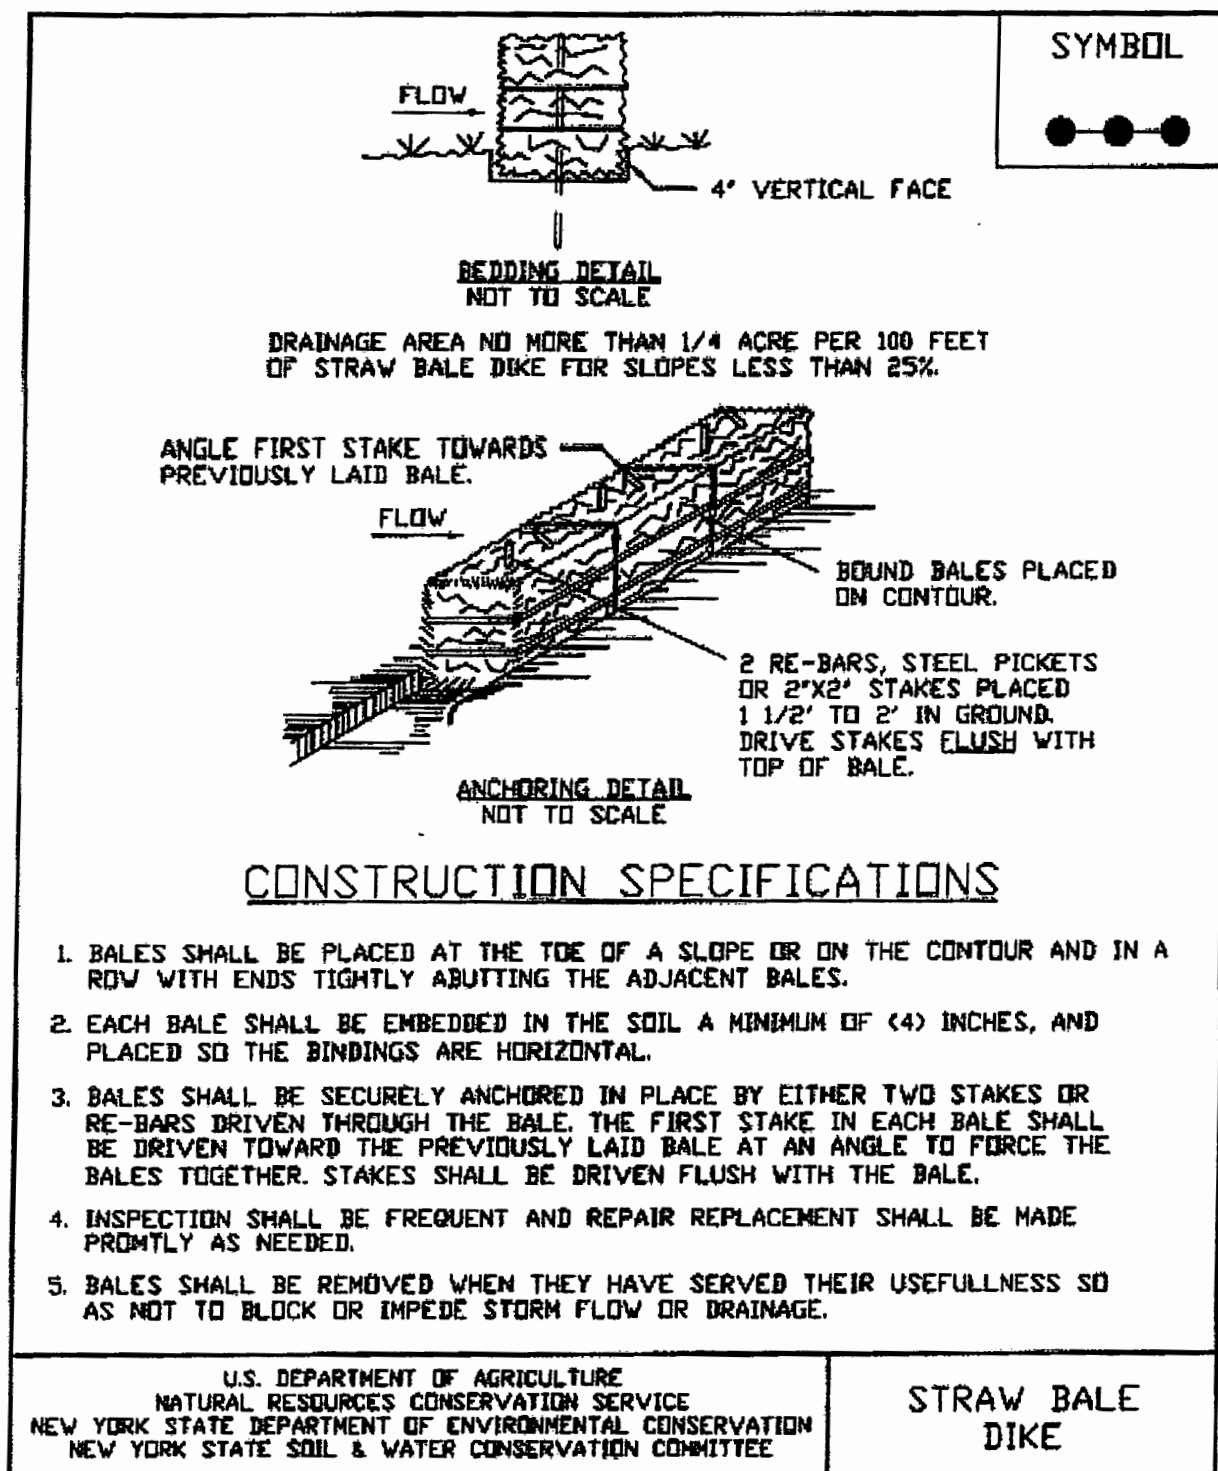 SYMBOL
FLOW
4" VERTICAL FACE
BEDDING DETAIL
NOT TO SCALE
DRAINAGE AREA NO MORE THAN 1/4 ACRE PER 100 FEET
OF STRAW BALE DIKE FOR SLOPES LESS THAN 25%.
ANGLE FIRST STAKE TOWARDS
PREVIOUSLY LAID BALE.
FLOW
BOUND BALES PLACED
ON CONTOUR.
2 RE-BARS, STEEL PICKETS
OR 2"X2" STAKES PLACED
1 1/2' TO 2' IN GROUND.
DRIVE STAKES FLUSH WITH
TOP OF BALE.
ANCHORING DETAIL
NOT TO SCALE
CONSTRUCTION SPECIFICATIONS
1. BALES SHALL BE PLACED AT THE TOE OF A SLOPE OR ON THE CONTOUR AND IN A
ROW WITH ENDS TIGHTLY ABUTTING THE ADJACENT BALES.
2. EACH BALE SHALL BE EMBEDDED IN THE SOIL A MINIMUM OF (4) INCHES, AND
PLACED SO THE BINDINGS ARE HORIZONTAL.
3. BALES SHALL BE SECURELY ANCHORED IN PLACE BY EITHER TWO STAKES OR
RE-BARS DRIVEN THROUGH THE BALE. THE FIRST STAKE IN EACH BALE SHALL
BE DRIVEN TOWARD THE PREVIOUSLY LAID BALE AT AN ANGLE TO FORCE THE
BALES TOGETHER. STAKES SHALL BE DRIVEN FLUSH WITH THE BALE.
4. INSPECTION SHALL BE FREQUENT AND REPAIR REPLACEMENT SHALL BE MADE
PROMTLY AS NEEDED.
5. BALES SHALL BE REMOVED WHEN THEY HAVE SERVED THEIR USEFULLNESS SO
AS NOT TO BLOCK OR IMPEDE STORM FLOW OR DRAINAGE.
U.S. DEPARTMENT OF AGRICULTURE
NATURAL RESOURCES CONSERVATION SERVICE
NEW YORK STATE DEPARTMENT OF ENVIRONMENTAL CONSERVATION
NEW YORK STATE SOIL & WATER CONSERVATION COMMITTEE
STRAW BALE
DIKE